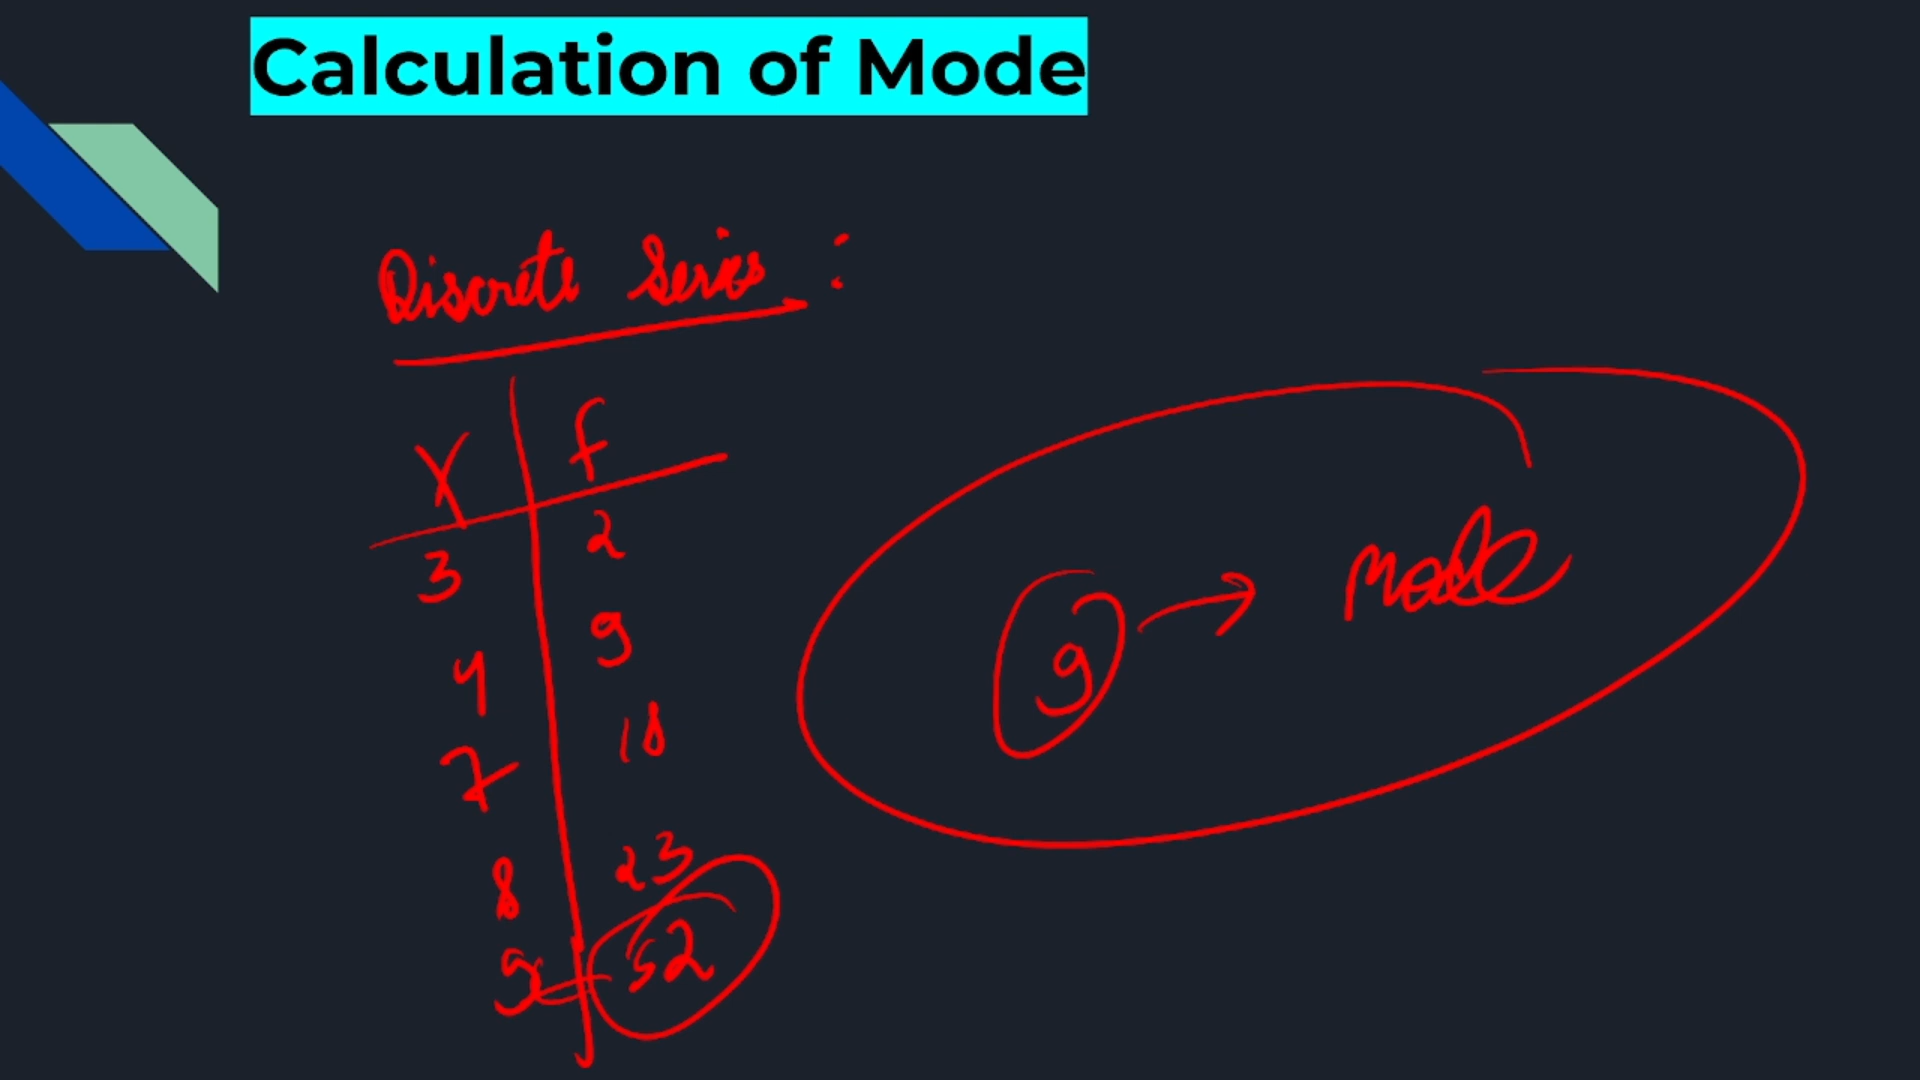 Calculation of Mode
Discrete Series :
X f
3 2
4 9
7 18
8 23
9 52
9 → Mode